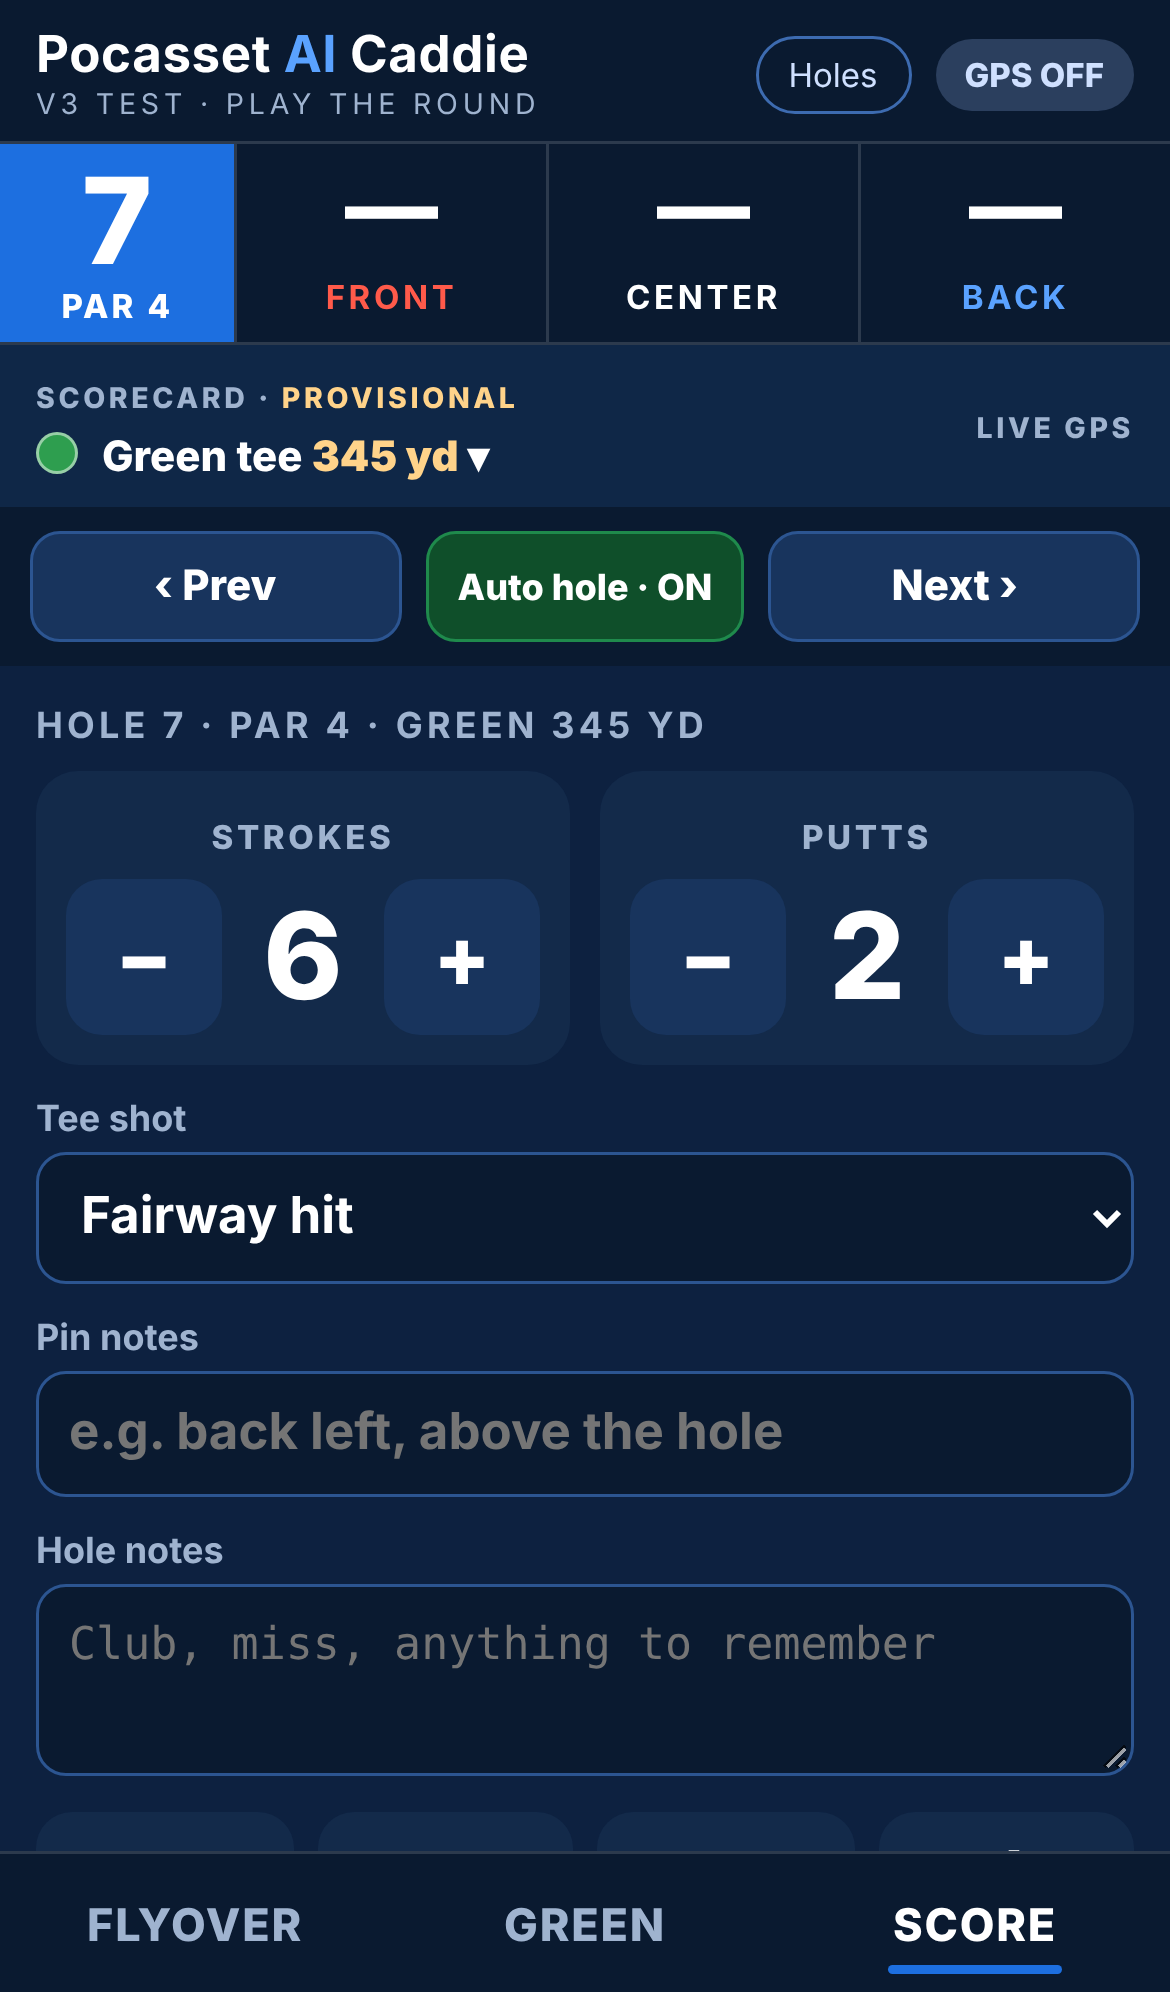 Pocasset AI Caddie
V3 TEST · PLAY THE ROUND
Holes
GPS OFF
7
PAR 4
—
FRONT
—
CENTER
—
BACK
SCORECARD · PROVISIONAL
Green tee 345 yd ▾
LIVE GPS
‹ Prev
Auto hole · ON
Next ›
HOLE 7 · PAR 4 · GREEN 345 YD
STROKES
− 6 +
PUTTS
− 2 +
Tee shot
Fairway hit
Pin notes
e.g. back left, above the hole
Hole notes
Club, miss, anything to remember
FLYOVER
GREEN
SCORE